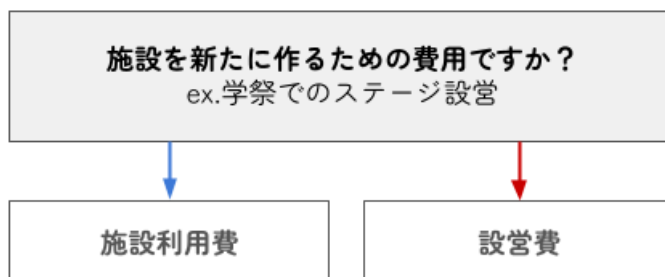 施設を新たに作るための費用ですか？
ex.学祭でのステージ設営
施設利用費
設営費